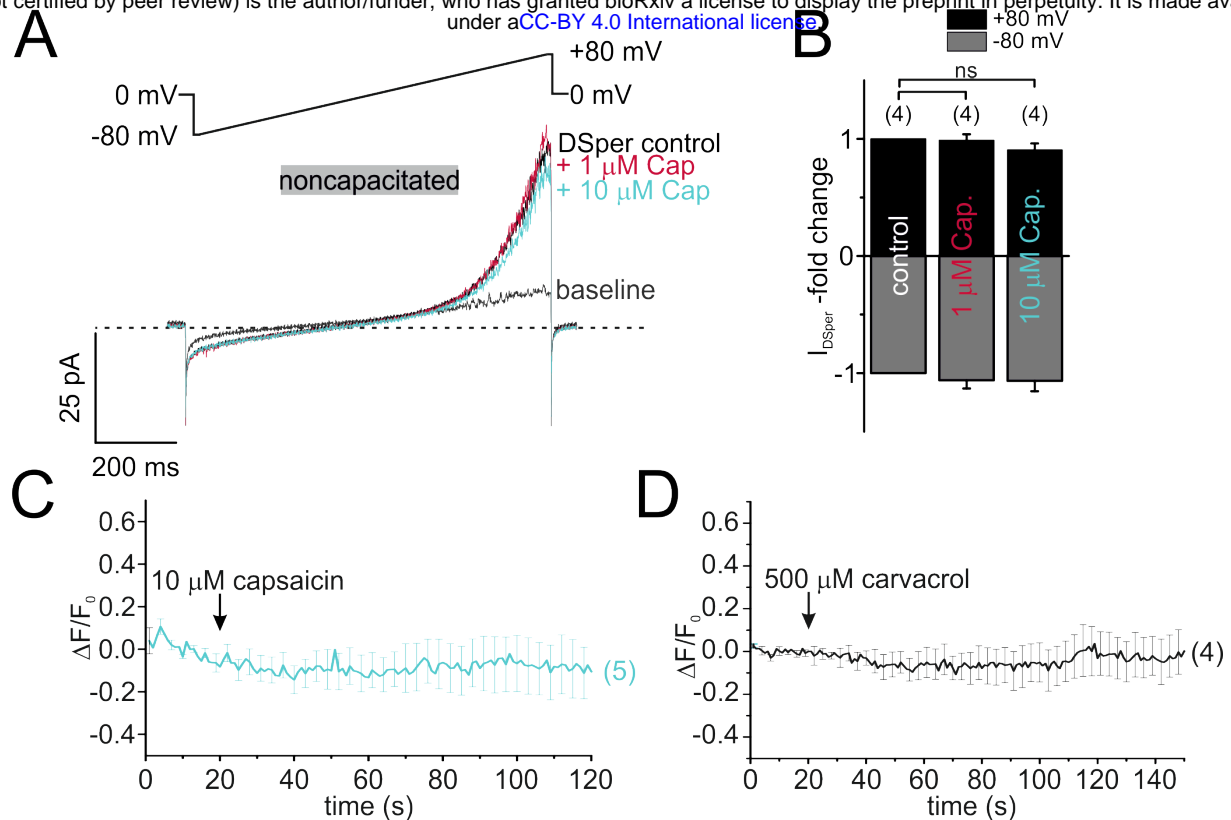 ot certified by peer review) is the author/funder, who has granted bioRxiv a license to display the preprint in perpetuity. It is made ava
under aCC-BY 4.0 International license.
A
+80 mV
0 mV
0 mV
-80 mV
DSper control
+ 1 μM Cap
+ 10 μM Cap
noncapacitated
baseline
25 pA
200 ms
B
+80 mV
-80 mV
ns
(4)
(4)
(4)
1
0
-1
IDSper -fold change
control
1 μM Cap.
10 μM Cap.
C
0.6
0.4
0.2
0.0
-0.2
-0.4
ΔF/F0
10 μM capsaicin
(5)
0 20 40 60 80 100 120
time (s)
D
0.6
0.4
0.2
0.0
-0.2
-0.4
ΔF/F0
500 μM carvacrol
(4)
0 20 40 60 80 100 120 140
time (s)